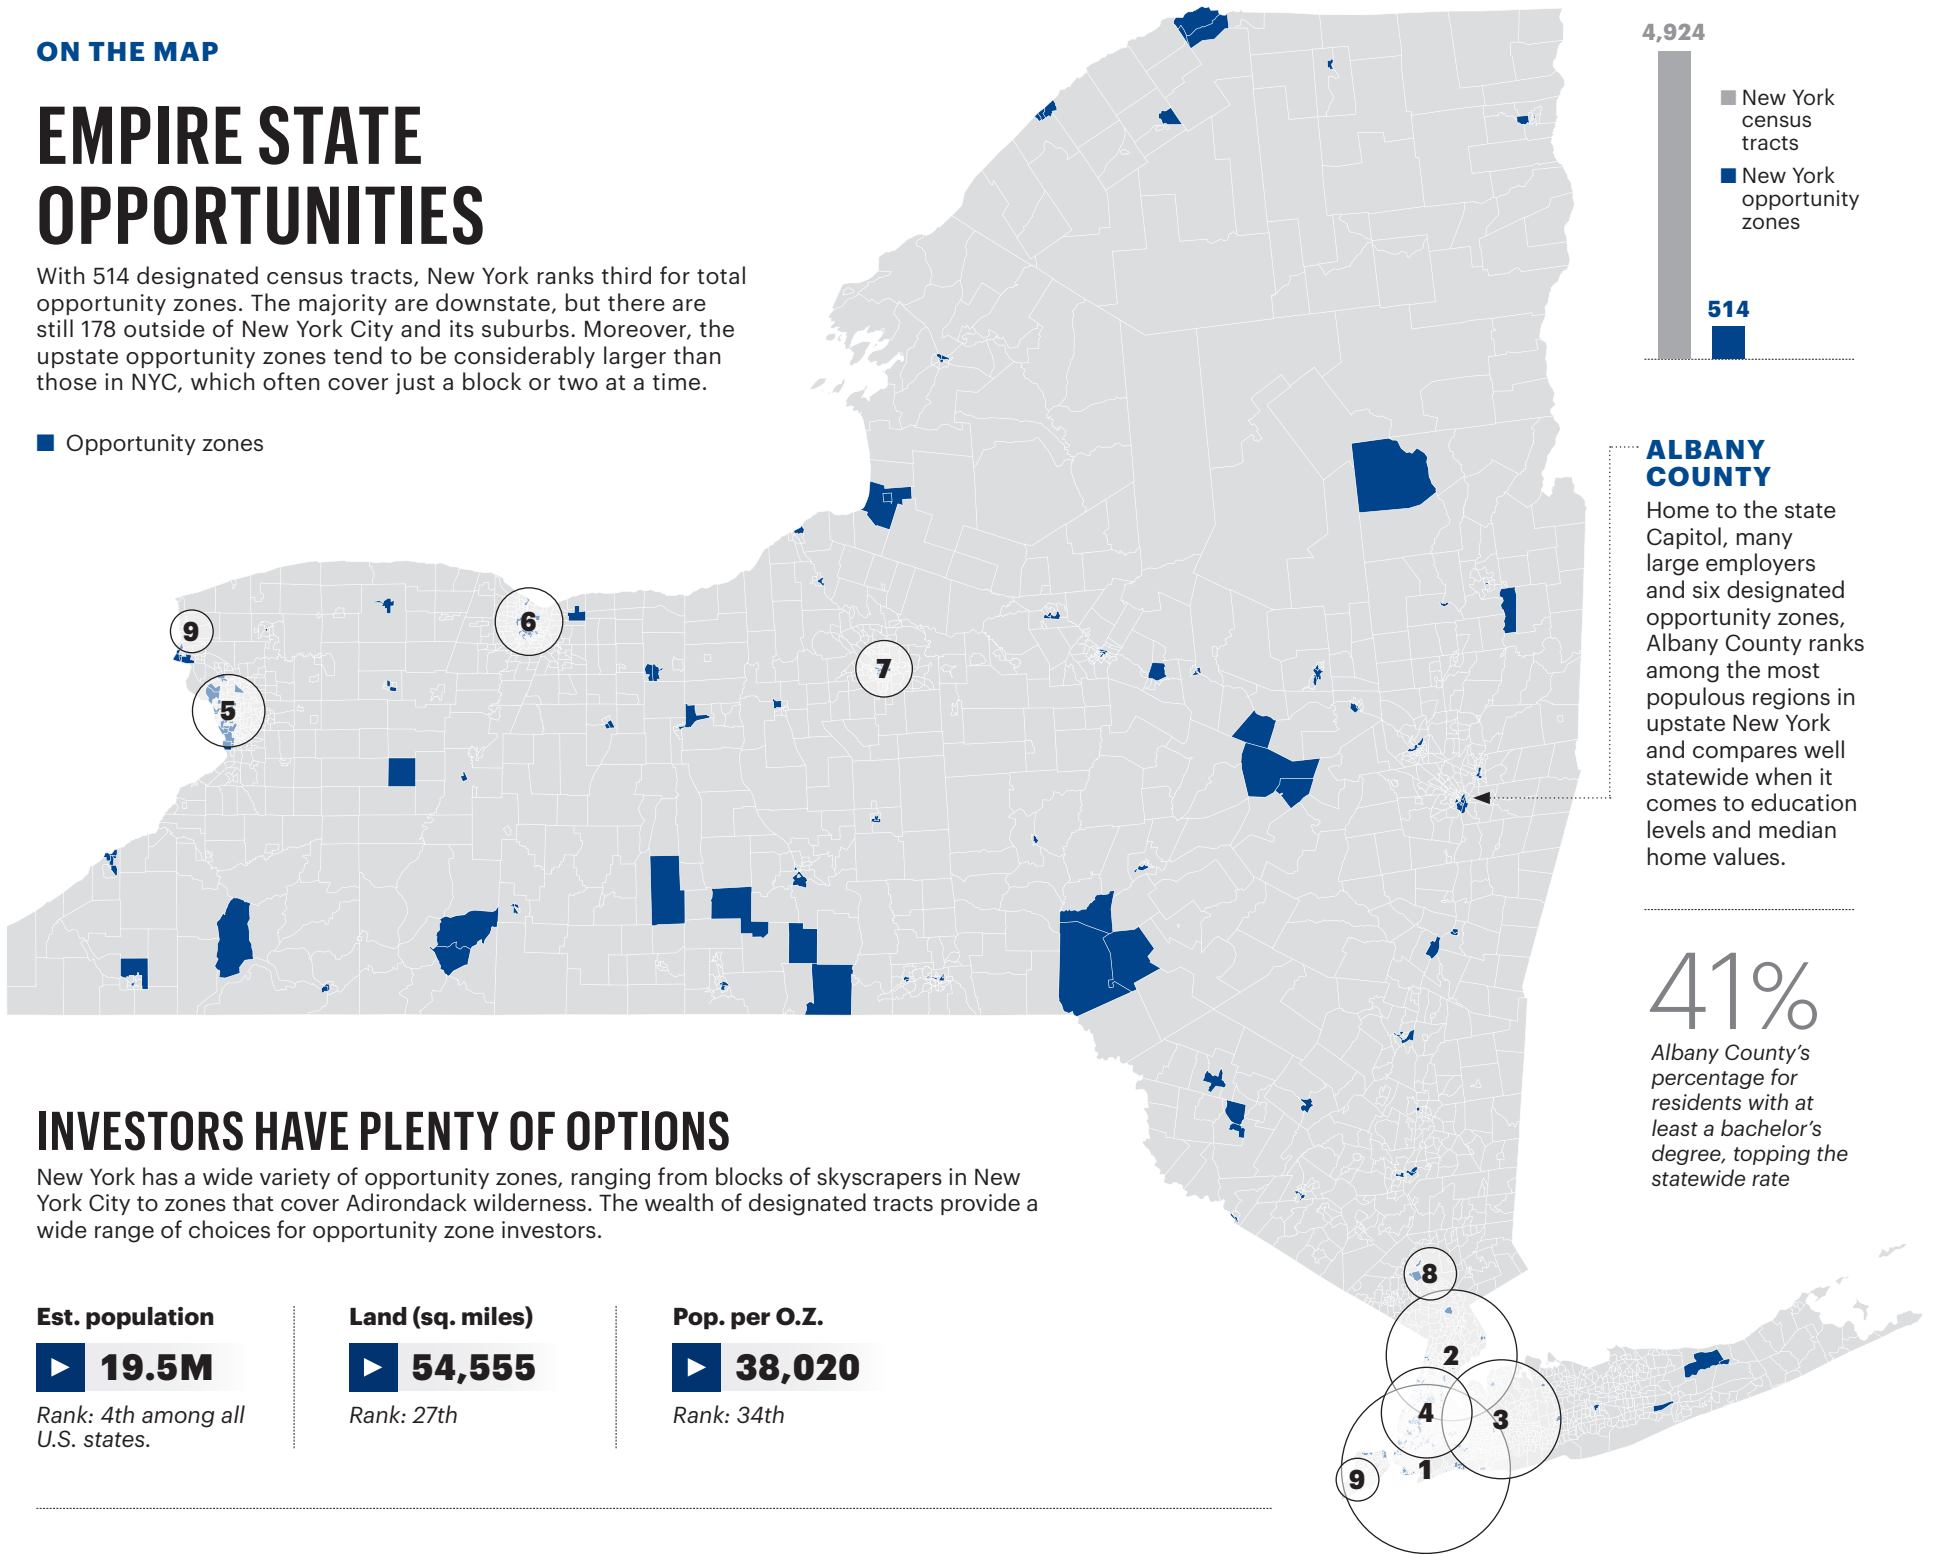 ON THE MAP
EMPIRE STATE
OPPORTUNITIES
With 514 designated census tracts, New York ranks third for total
opportunity zones. The majority are downstate, but there are
still 178 outside of New York City and its suburbs. Moreover, the
upstate opportunity zones tend to be considerably larger than
those in NYC, which often cover just a block or two at a time.
Opportunity zones
4,924
New York
census
tracts
New York
opportunity
zones
514
ALBANY
COUNTY
Home to the state
Capitol, many
large employers
and six designated
opportunity zones,
Albany County ranks
among the most
populous regions in
upstate New York
and compares well
statewide when it
comes to education
levels and median
home values.
41%
Albany County's
percentage for
residents with at
least a bachelor's
degree, topping the
statewide rate
9
6
7
5
INVESTORS HAVE PLENTY OF OPTIONS
New York has a wide variety of opportunity zones, ranging from blocks of skyscrapers in New
York City to zones that cover Adirondack wilderness. The wealth of designated tracts provide a
wide range of choices for opportunity zone investors.
Est. population
19.5M
Rank: 4th among all
U.S. states.
Land (sq. miles)
54,555
Rank: 27th
Pop. per O.Z.
38,020
Rank: 34th
8
2
4
3
1
9